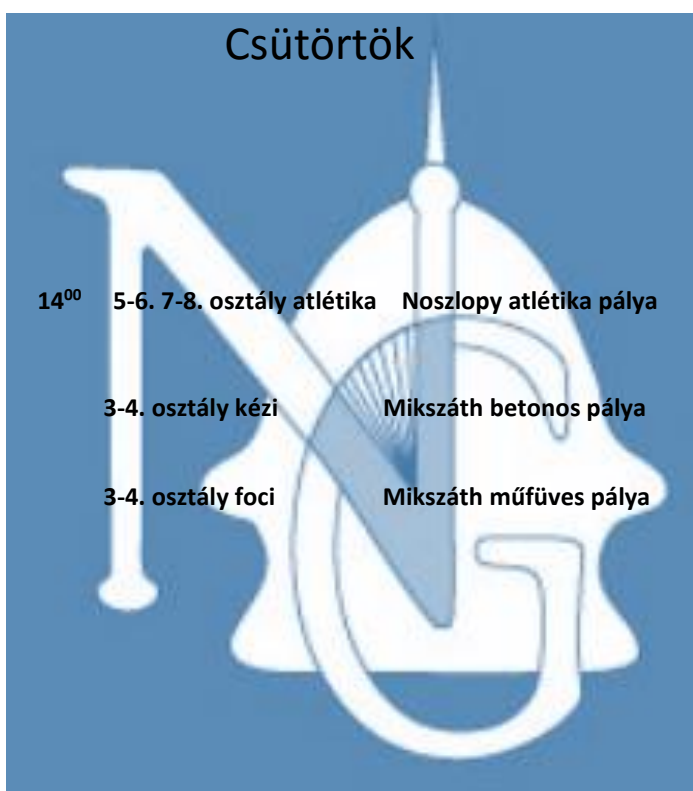 Csütörtök
14⁰⁰ 5-6. 7-8. osztály atlétika Noszlopy atlétika pálya
3-4. osztály kézi Mikszáth betonos pálya
3-4. osztály foci Mikszáth műfüves pálya
NG